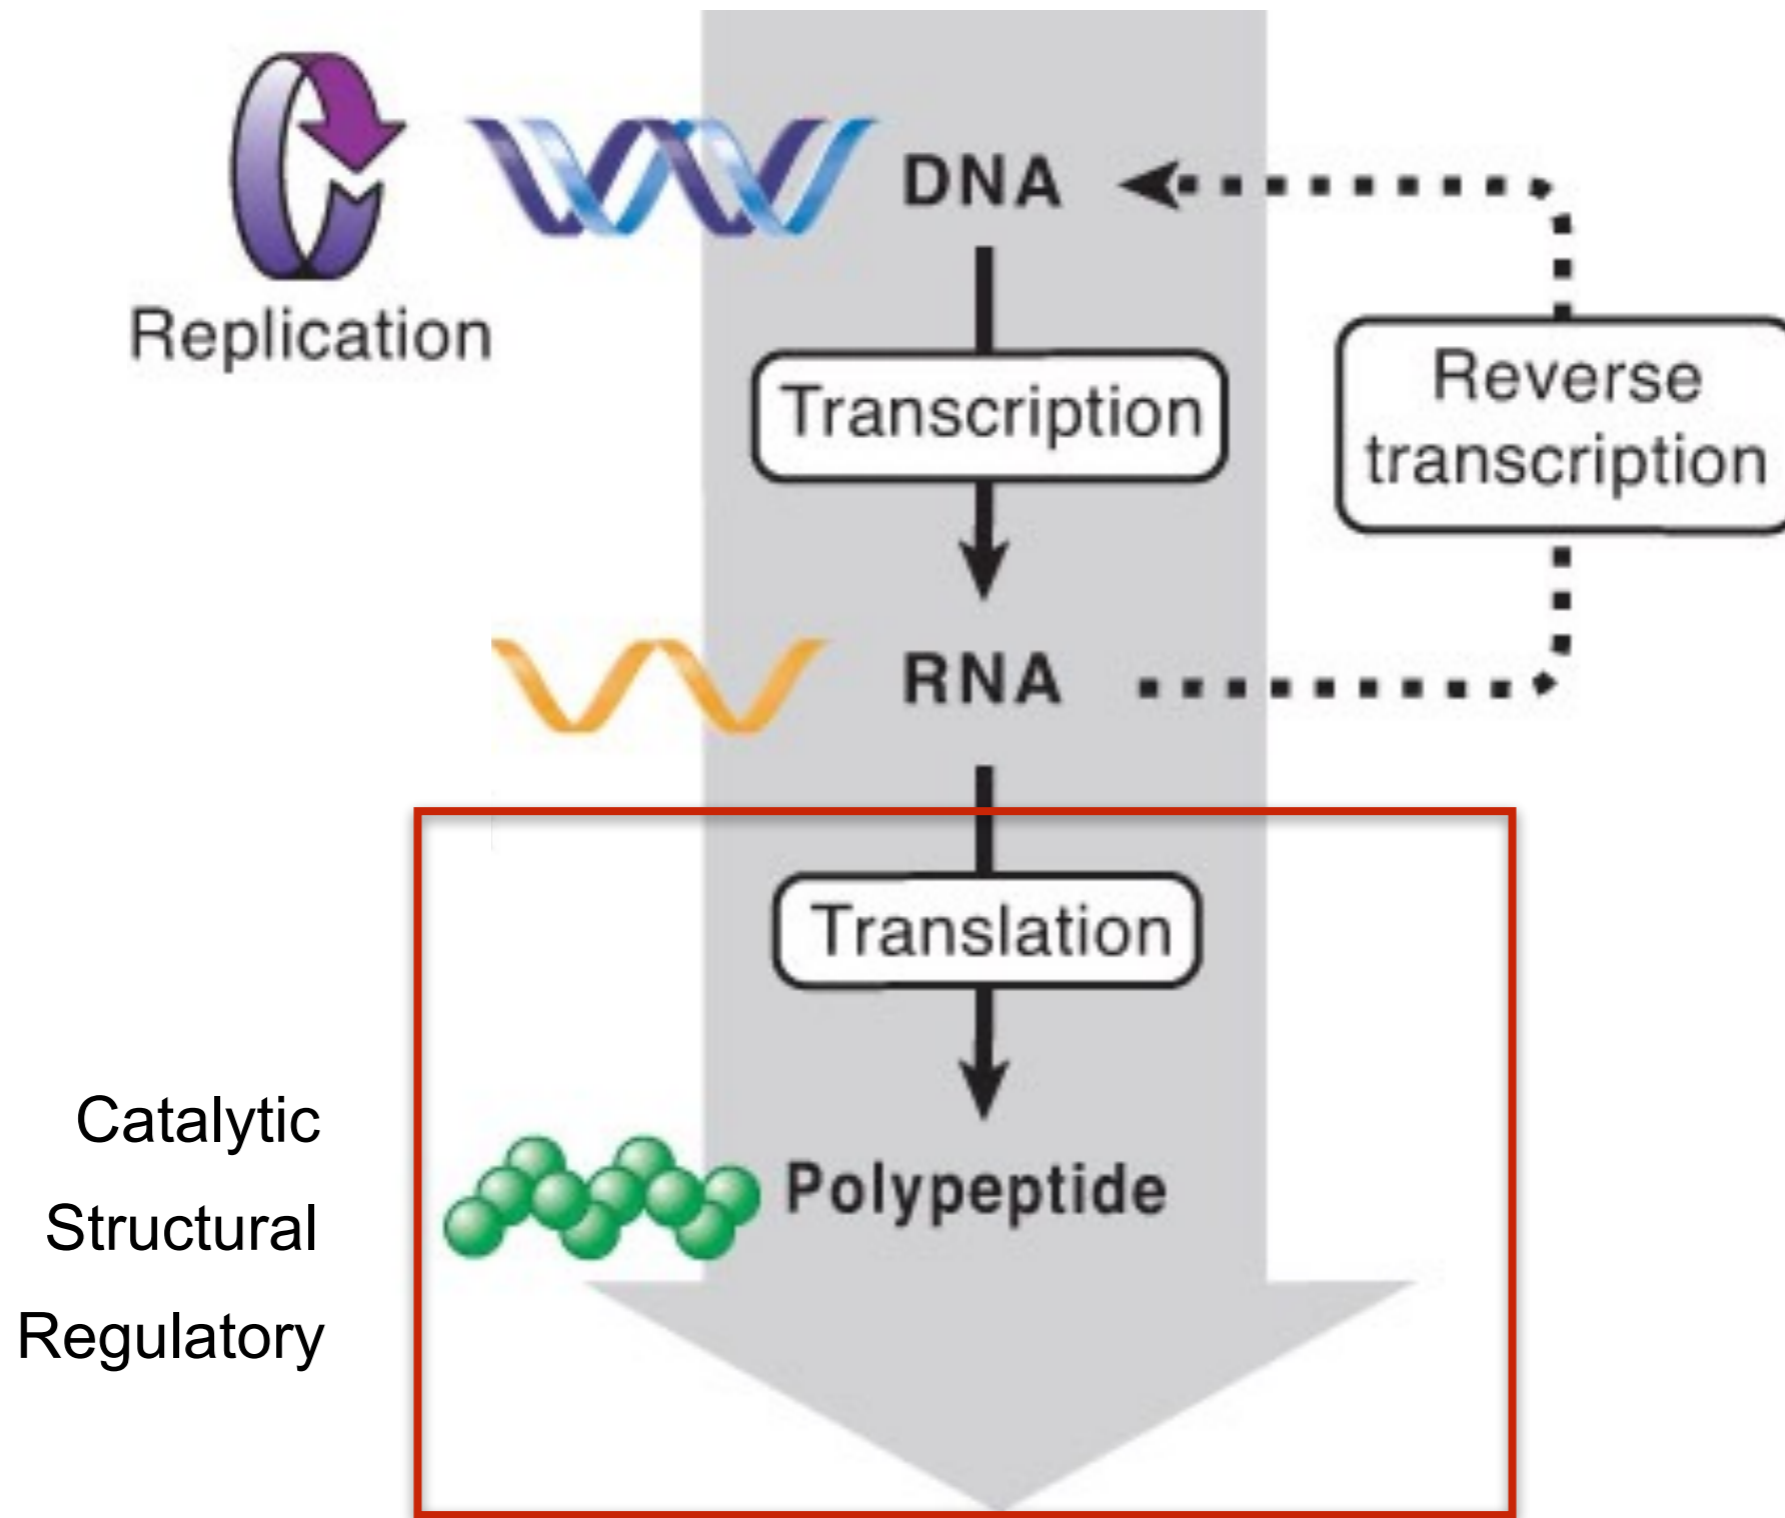 DNA
Replication
Transcription
Reverse
transcription
RNA
Translation
Catalytic
Polypeptide
Structural
Regulatory